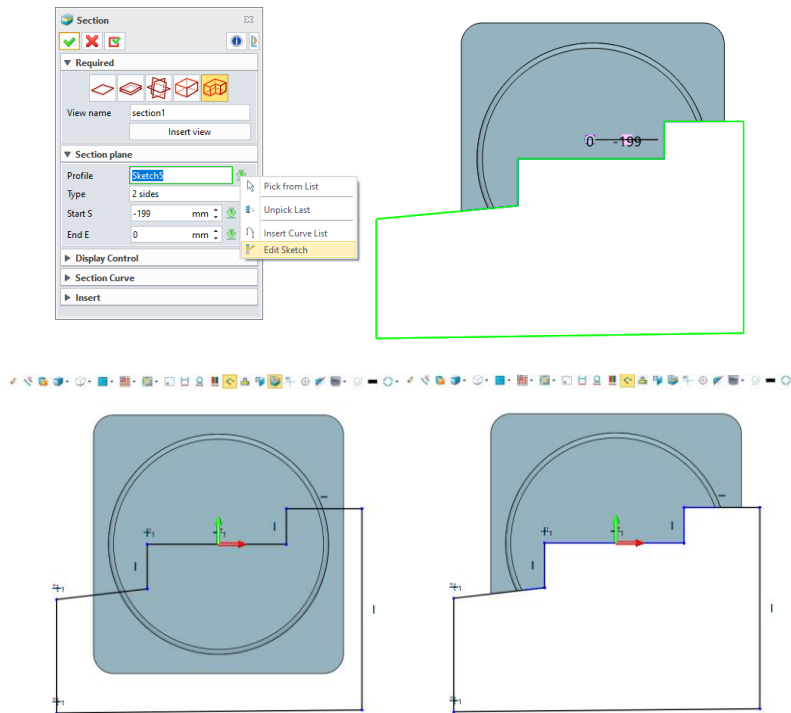 Section
Required
View name section1
Insert view
Section plane
Profile Sketch5
Type 2 sides
Start S -199 mm
End E 0 mm
Display Control
Section Curve
Insert
Pick from List
Unpick Last
Insert Curve List
Edit Sketch
0 -199